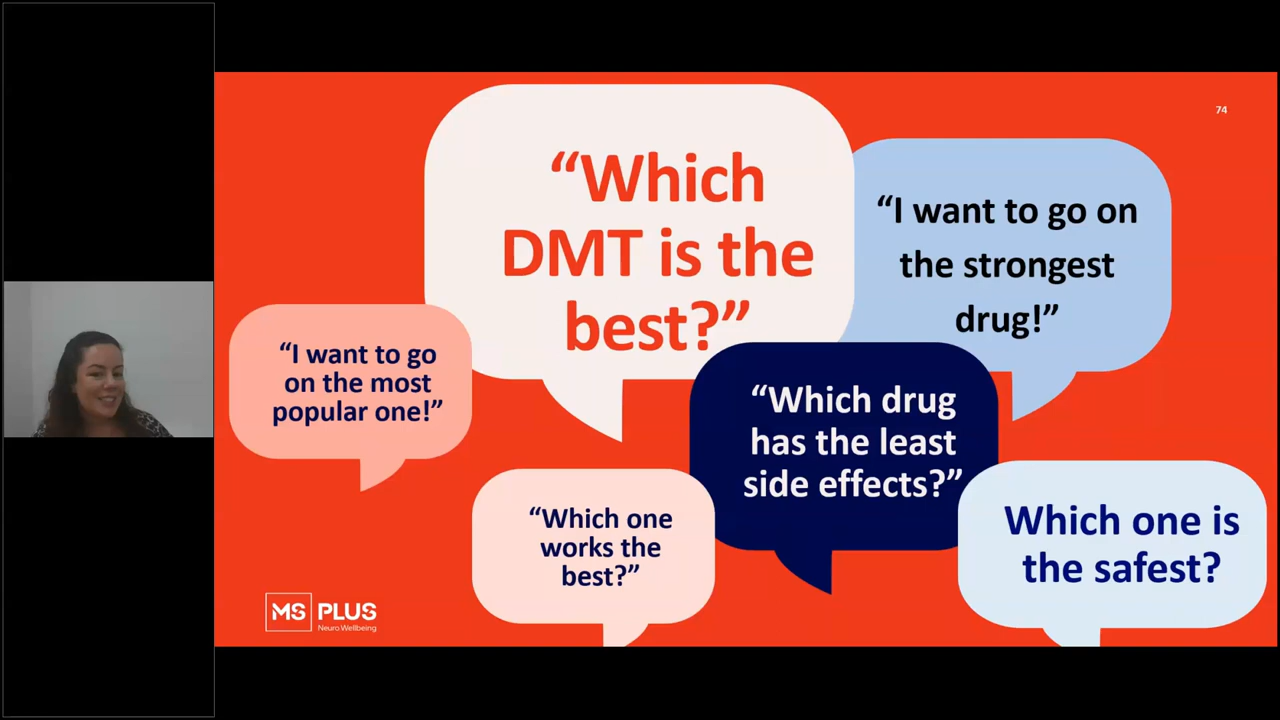 74
“Which
DMT is the
best?”
“I want to go on
the strongest
drug!”
“I want to go
on the most
popular one!”
“Which drug
has the least
side effects?”
“Which one
works the
best?”
Which one is
the safest?
MS PLUS
Neuro Wellbeing